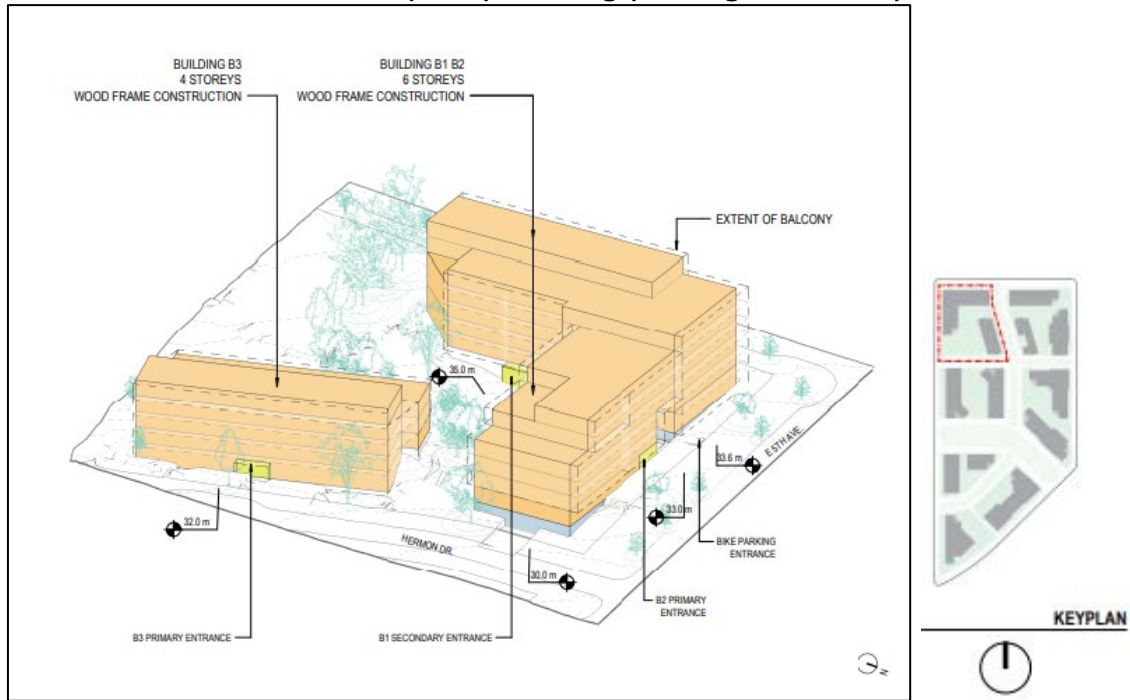 BUILDING B3
4 STOREYS
WOOD FRAME CONSTRUCTION
BUILDING B1 B2
6 STOREYS
WOOD FRAME CONSTRUCTION
EXTENT OF BALCONY
35.0 m
E 5TH AVE.
33.6 m
33.0 m
32.0 m
HERMON DR.
BIKE PARKING
ENTRANCE
30.0 m
B2 PRIMARY
ENTRANCE
B3 PRIMARY ENTRANCE
B1 SECONDARY ENTRANCE
N
KEYPLAN